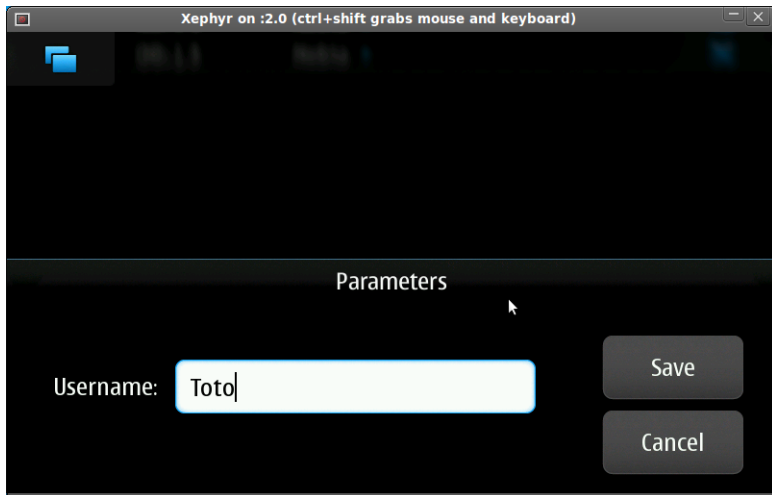 Xephyr on :2.0 (ctrl+shift grabs mouse and keyboard)
Parameters
Username:
Toto
Save
Cancel